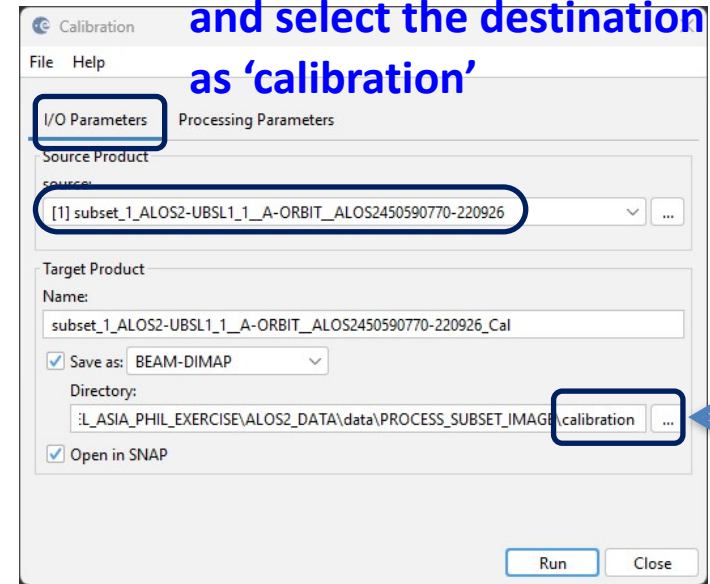 and select the destination
as ‘calibration’
Calibration
File Help
I/O Parameters Processing Parameters
Source Product
source:
[1] subset_1_ALOS2-UBSL1_1__A-ORBIT__ALOS2450590770-220926
...
Target Product
Name:
subset_1_ALOS2-UBSL1_1__A-ORBIT__ALOS2450590770-220926_Cal
Save as: BEAM-DIMAP
Directory:
:L_ASIA_PHIL_EXERCISE\ALOS2_DATA\data\PROCESS_SUBSET_IMAGE\calibration
...
Open in SNAP
Run Close